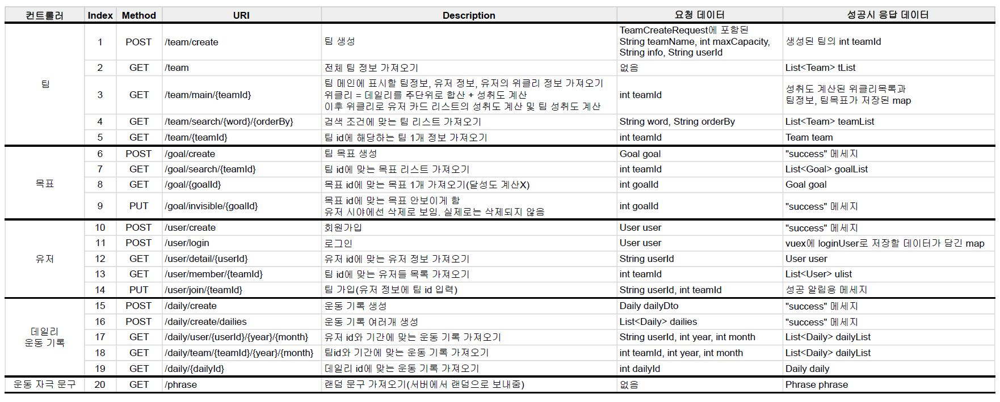 컨트롤러 Index Method URI Description 요청 데이터 성공시 응답 데이터
팀
1 POST /team/create 팀 생성 TeamCreateRequest에 포함된
String teamName, int maxCapacity,
String info, String userId 생성된 팀의 int teamId
2 GET /team 전체 팀 정보 가져오기 없음 List<Team> tList
3 GET /team/main/{teamId} 팀 메인에 표시할 팀정보, 유저 정보, 유저의 위클리 정보 가져오기
위클리 = 데일리를 주단위로 합산 + 성취도 계산
이후 위클리로 유저 카드 리스트의 성취도 계산 및 팀 성취도 계산 int teamId 성취도 계산된 위클리목록과
팀정보, 팀목표가 저장된 map
4 GET /team/search/{word}/{orderBy} 검색 조건에 맞는 팀 리스트 가져오기 String word, String orderBy List<Team> teamList
5 GET /team/{teamId} 팀 id에 해당하는 팀 1개 정보 가져오기 int teamId Team team
목표
6 POST /goal/create 팀 목표 생성 Goal goal "success" 메세지
7 GET /goal/search/{teamId} 팀 id에 맞는 목표 리스트 가져오기 int teamId List<Goal> goalList
8 GET /goal/{goalId} 목표 id에 맞는 목표 1개 가져오기(달성도 계산X) int goalId Goal goal
9 PUT /goal/invisible/{goalId} 목표 id에 맞는 목표 안보이게 함
유저 시야에선 삭제로 보임. 실제로는 삭제되지 않음 int goalId "success" 메세지
유저
10 POST /user/create 회원가입 User user "success" 메세지
11 POST /user/login 로그인 User user vuex에 loginUser로 저장할 데이터가 담긴 map
12 GET /user/detail/{userId} 유저 id에 맞는 유저 정보 가져오기 String userId User user
13 GET /user/member/{teamId} 팀 id에 맞는 유저들 목록 가져오기 int teamId List<User> ulist
14 PUT /user/join/{teamId} 팀 가입(유저 정보에 팀 id 입력) String userId, int teamId 성공 알림용 메세지
데일리
운동 기록
15 POST /daily/create 운동 기록 생성 Daily dailyDto "success" 메세지
16 POST /daily/create/dailies 운동 기록 여러개 생성 List<Daily> dailies "success" 메세지
17 GET /daily/user/{userId}/{year}/{month} 유저 id와 기간에 맞는 운동 기록 가져오기 String userId, int year, int month List<Daily> dailyList
18 GET /daily/team/{teamId}/{year}/{month} 팀id와 기간에 맞는 운동 기록 가져오기 int teamId, int year, int month List<Daily> dailyList
19 GET /daily/{dailyId} 데일리 id에 맞는 운동 기록 가져오기 int dailyId Daily daily
운동 자극 문구 20 GET /phrase 랜덤 문구 가져오기(서버에서 랜덤으로 보내줌) 없음 Phrase phrase